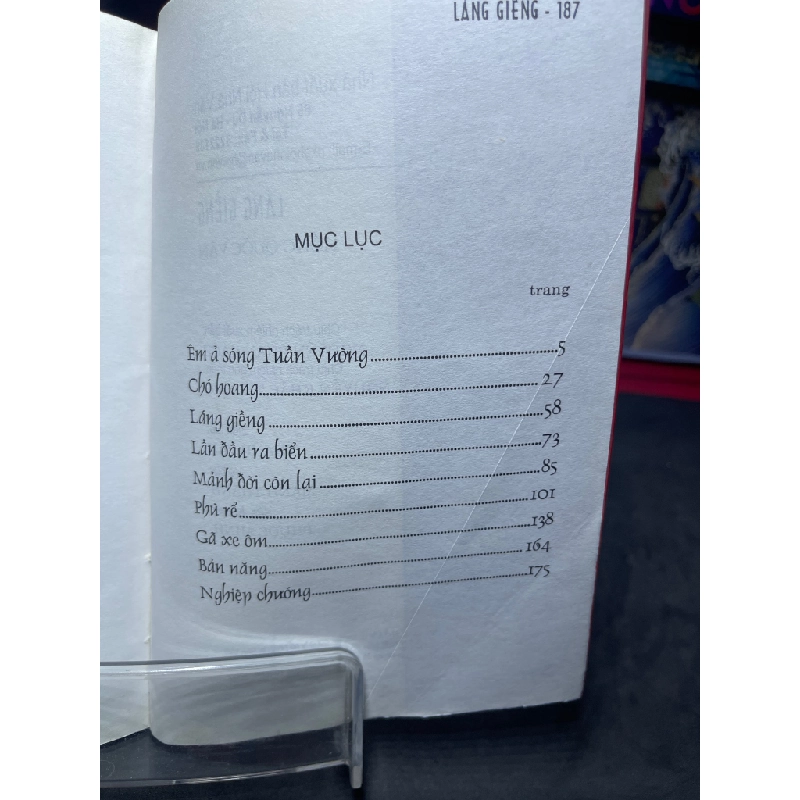 LÁNG GIỀNG - 187
MỤC LỤC
trang
Êm ả sóng Tuần Vường 5
Chó hoang 27
Láng giềng 58
Lần đầu ra biển 73
Mảnh đời còn lại 85
Phù rể 101
Gã xe ôm 138
Bản năng 164
Nghiệp chướng 175